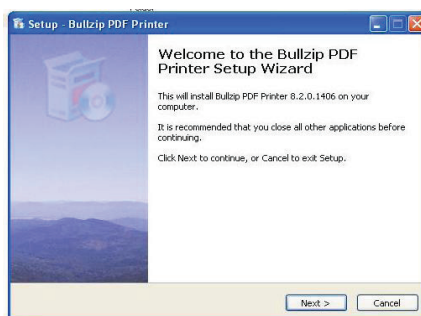 Setup - Bullzip PDF Printer
Welcome to the Bullzip PDF
Printer Setup Wizard
This will install Bullzip PDF Printer 8.2.0.1406 on your
computer.
It is recommended that you close all other applications before
continuing.
Click Next to continue, or Cancel to exit Setup.
Next >
Cancel